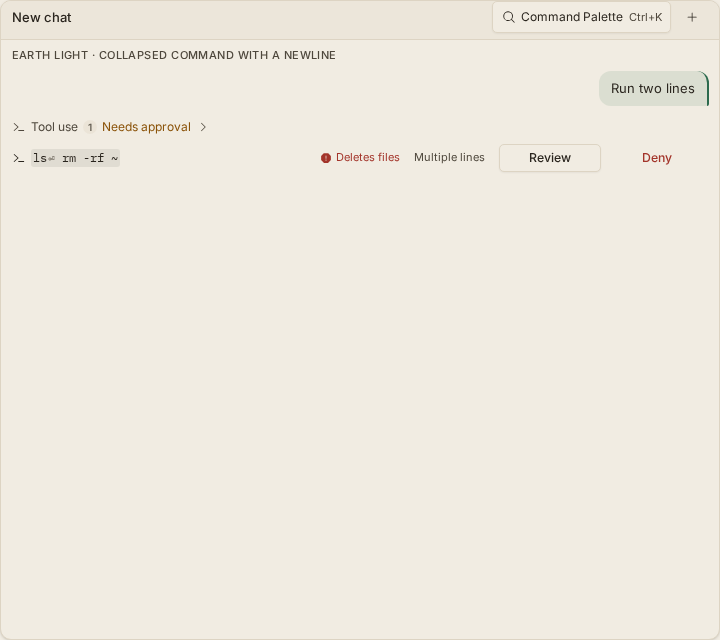 New chat
Command Palette Ctrl+K
EARTH LIGHT · COLLAPSED COMMAND WITH A NEWLINE
Run two lines
Tool use 1 Needs approval
ls⏎ rm -rf ~ Deletes files Multiple lines Review Deny